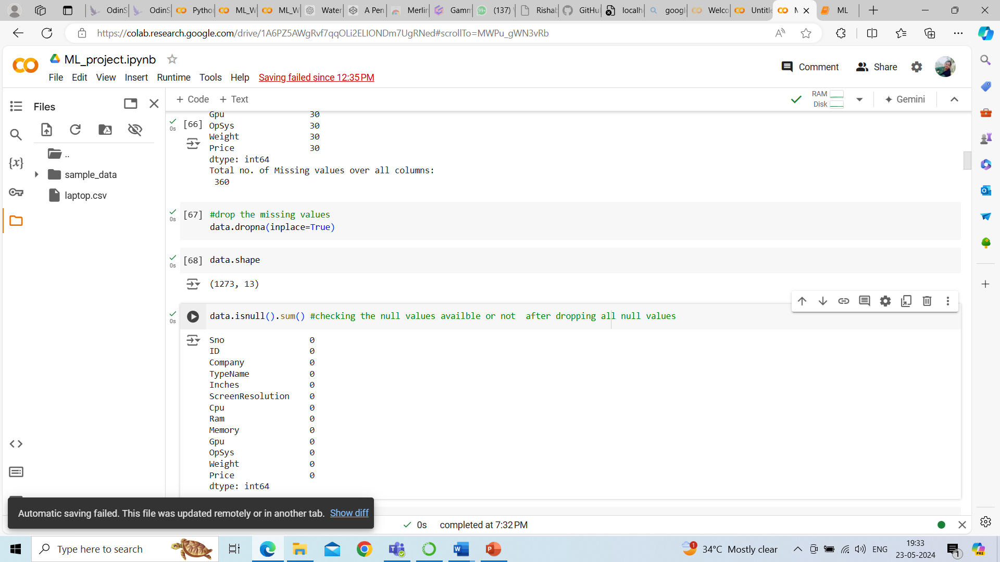 OdinS
OdinS
Pytho
ML_W
ML_W
Water
A Pen
Merlin
Gamm
99+
(137)
Rishab
GitHu
localh
googl
Welco
Untitle
ML
https://colab.research.google.com/drive/1A6PZ5AWgRvf7qqOLi2ELIONDm7UgRNed#scrollTo=MWPu_gWN3vRb
ML_project.ipynb
Comment
Share
File Edit View Insert Runtime Tools Help Saving failed since 12:35 PM
Files
+ Code + Text
RAM
Disk
Gemini
sample_data
laptop.csv
..
{x}
0s
[66]
Gpu 30
OpSys 30
Weight 30
Price 30
dtype: int64
Total no. of Missing values over all columns:
360
0s
[67] #drop the missing values
data.dropna(inplace=True)
0s
[68] data.shape
(1273, 13)
0s
data.isnull().sum() #checking the null values availble or not  after dropping all null values
Sno 0
ID 0
Company 0
TypeName 0
Inches 0
ScreenResolution 0
Cpu 0
Ram 0
Memory 0
Gpu 0
OpSys 0
Weight 0
Price 0
dtype: int64
Automatic saving failed. This file was updated remotely or in another tab. Show diff
0s completed at 7:32 PM
Type here to search
1
34°C Mostly clear
ENG
19:33
23-05-2024
1
PRE